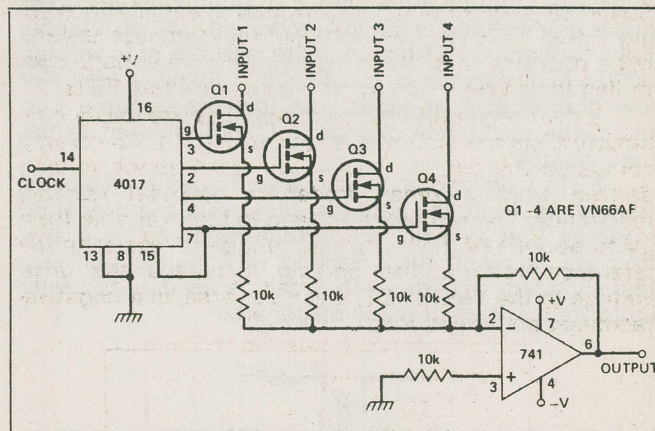 INPUT 1
INPUT 2
INPUT 3
INPUT 4
+V
16
Q1
Q2
Q3
Q4
d
d
d
d
g
g
g
g
s
s
s
s
14
CLOCK
4017
3
2
4
7
13
8
15
Q1 -4 ARE VN66AF
10k
10k
10k
10k
10k
10k
+V
7
2
–
741
6
OUTPUT
3
+
4
–V